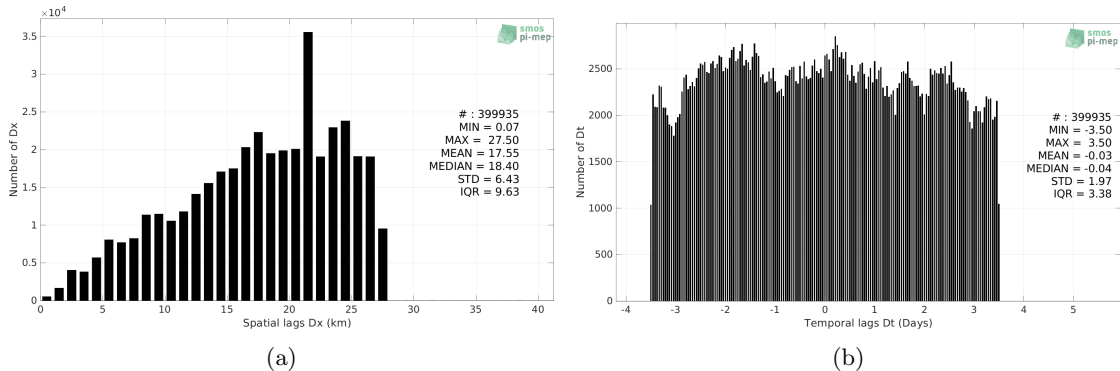 ×10⁴
3.5
3
2.5
2
1.5
1
0.5
0
Number of Dx
smos
pi-mep
# : 399935
MIN = 0.07
MAX = 27.50
MEAN = 17.55
MEDIAN = 18.40
STD = 6.43
IQR = 9.63
0 5 10 15 20 25 30 35 40
Spatial lags Dx (km)
(a)
2500
2000
1500
1000
500
0
Number of Dt
smos
pi-mep
# : 399935
MIN = -3.50
MAX = 3.50
MEAN = -0.03
MEDIAN = -0.04
STD = 1.97
IQR = 3.38
-4 -3 -2 -1 0 1 2 3 4 5
Temporal lags Dt (Days)
(b)